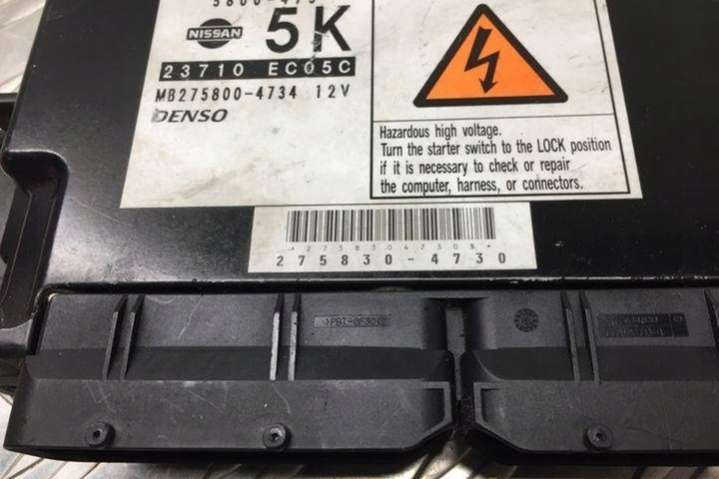 NISSAN 5K
23710 EC05C
MB275800-4734 12V
DENSO
Hazardous high voltage.
Turn the starter switch to the LOCK position
if it is necessary to check or repair
the computer, harness, or connectors.
275830-4730